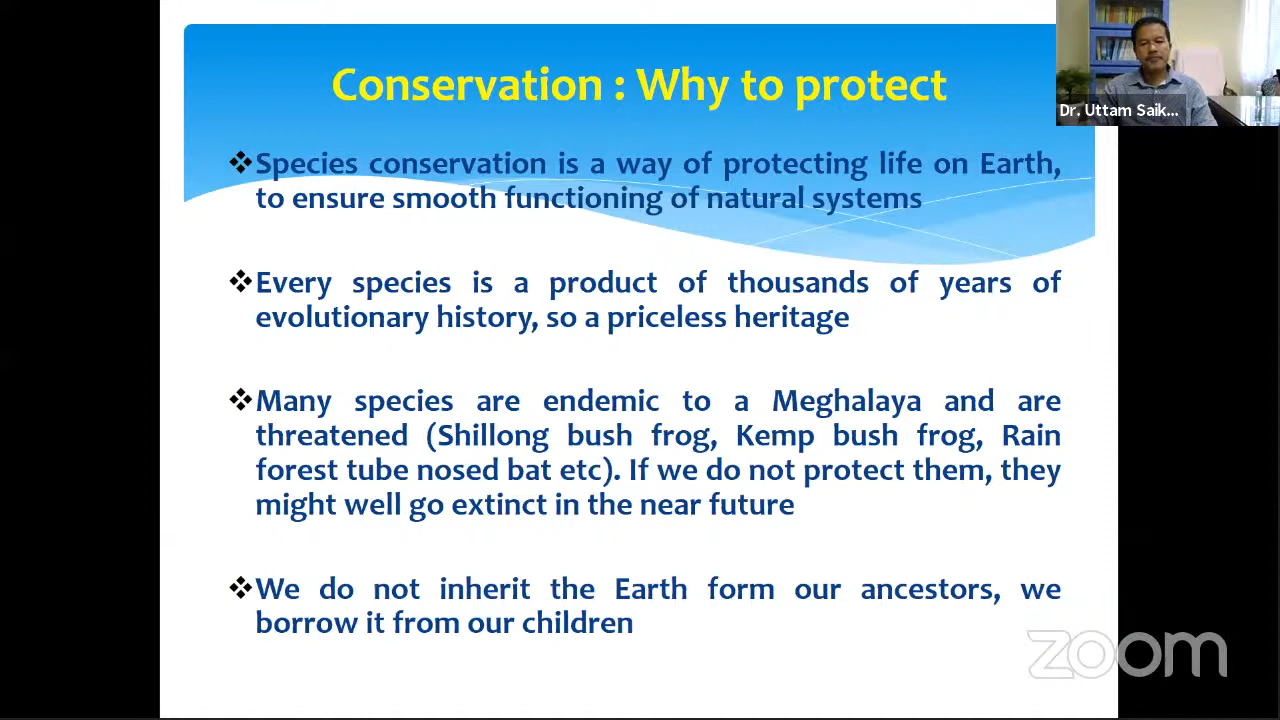 Conservation : Why to protect
Dr. Uttam Saik...
❖Species conservation is a way of protecting life on Earth,
to ensure smooth functioning of natural systems
❖Every species is a product of thousands of years of
evolutionary history, so a priceless heritage
❖Many species are endemic to a Meghalaya and are
threatened (Shillong bush frog, Kemp bush frog, Rain
forest tube nosed bat etc). If we do not protect them, they
might well go extinct in the near future
❖We do not inherit the Earth form our ancestors, we
borrow it from our children
zoom